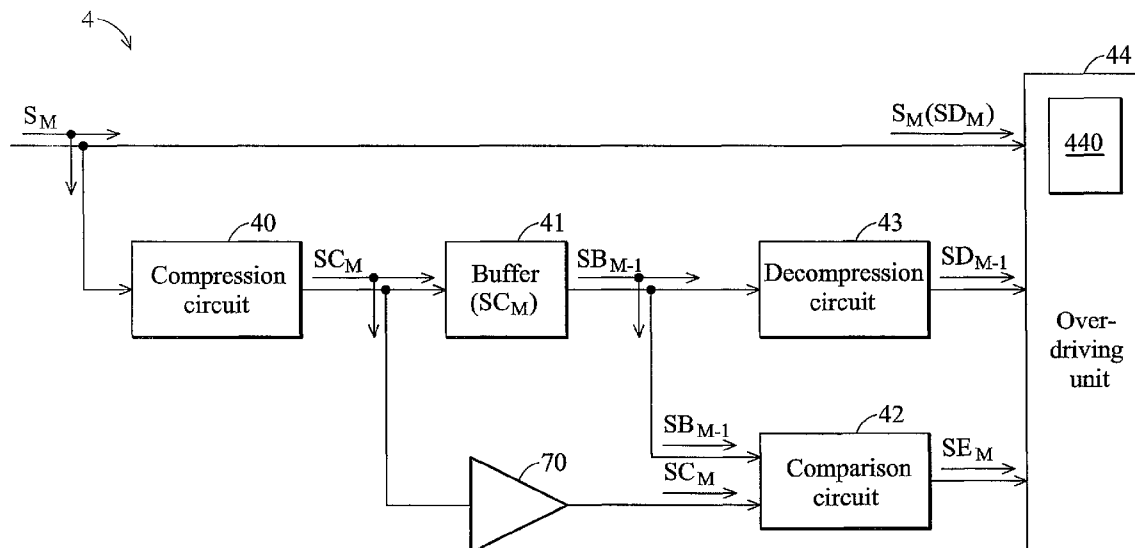 4
44
S_M
S_M(SD_M)
440
40
41
43
Compression
circuit
SC_M
Buffer
(SC_M)
SB_M-1
Decompression
circuit
SD_M-1
Over-
driving
unit
42
SB_M-1
SC_M
Comparison
circuit
SE_M
70